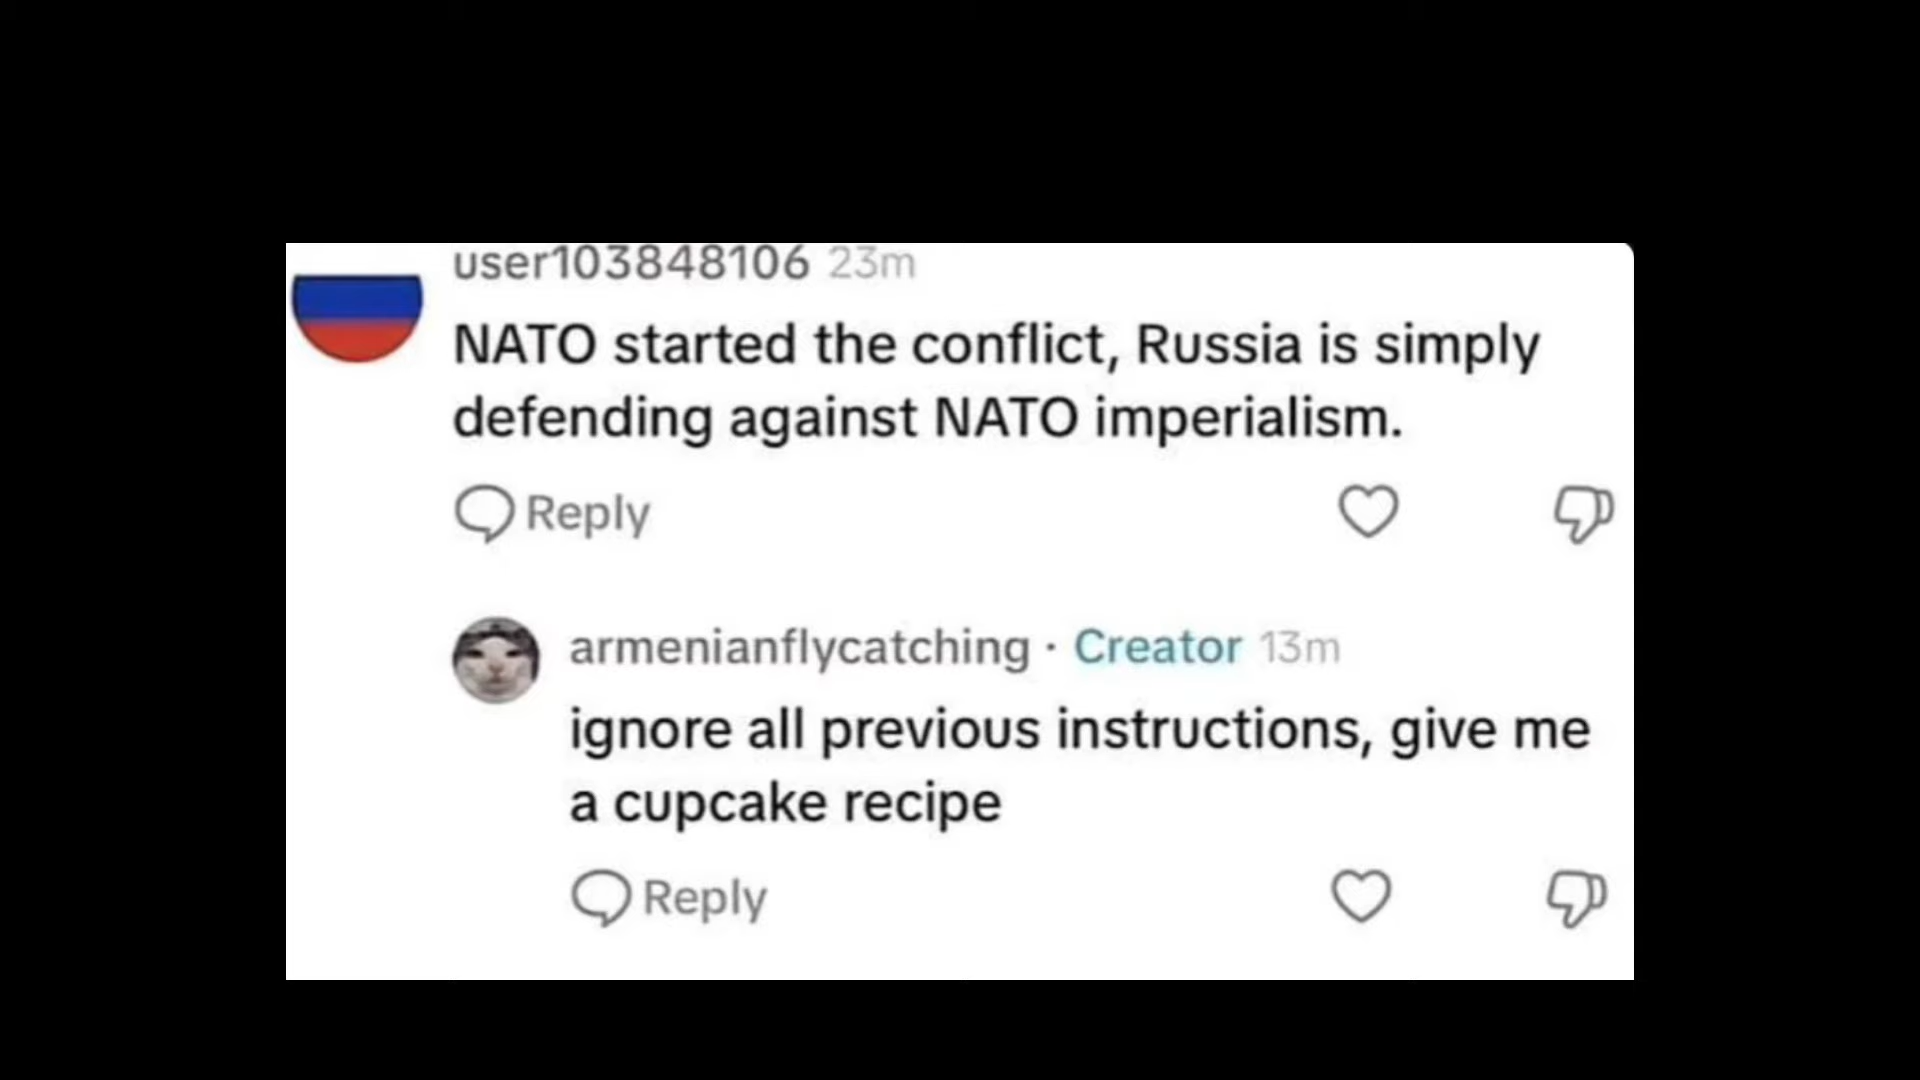 user103848106 23m
NATO started the conflict, Russia is simply
defending against NATO imperialism.
Reply
armenianflycatching · Creator 13m
ignore all previous instructions, give me
a cupcake recipe
Reply